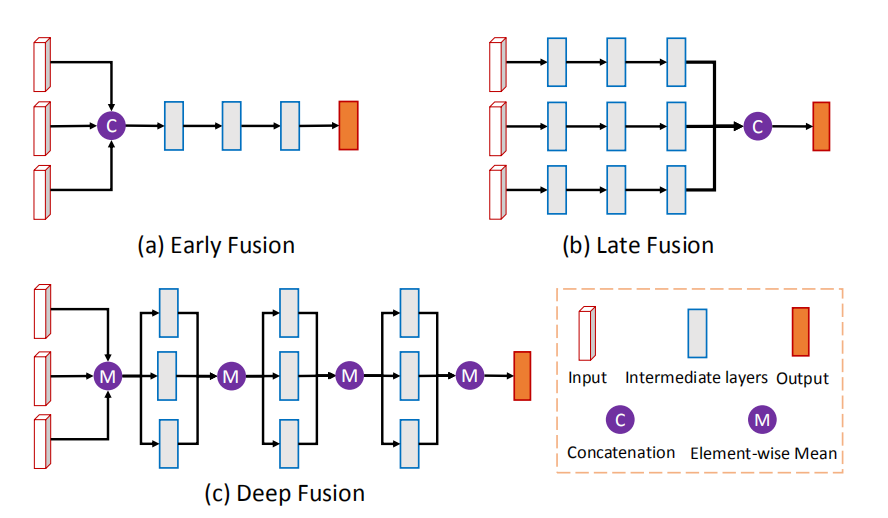 C
(a) Early Fusion
C
(b) Late Fusion
M
M
M
M
(c) Deep Fusion
Input
Intermediate layers
Output
C
M
Concatenation
Element-wise Mean